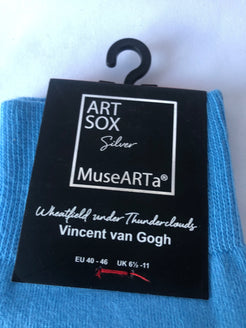 ART
SOX
Silver
MuseARTa®
Wheatfield under Thunderclouds
Vincent van Gogh
EU 40 - 46 UK 6½ -11